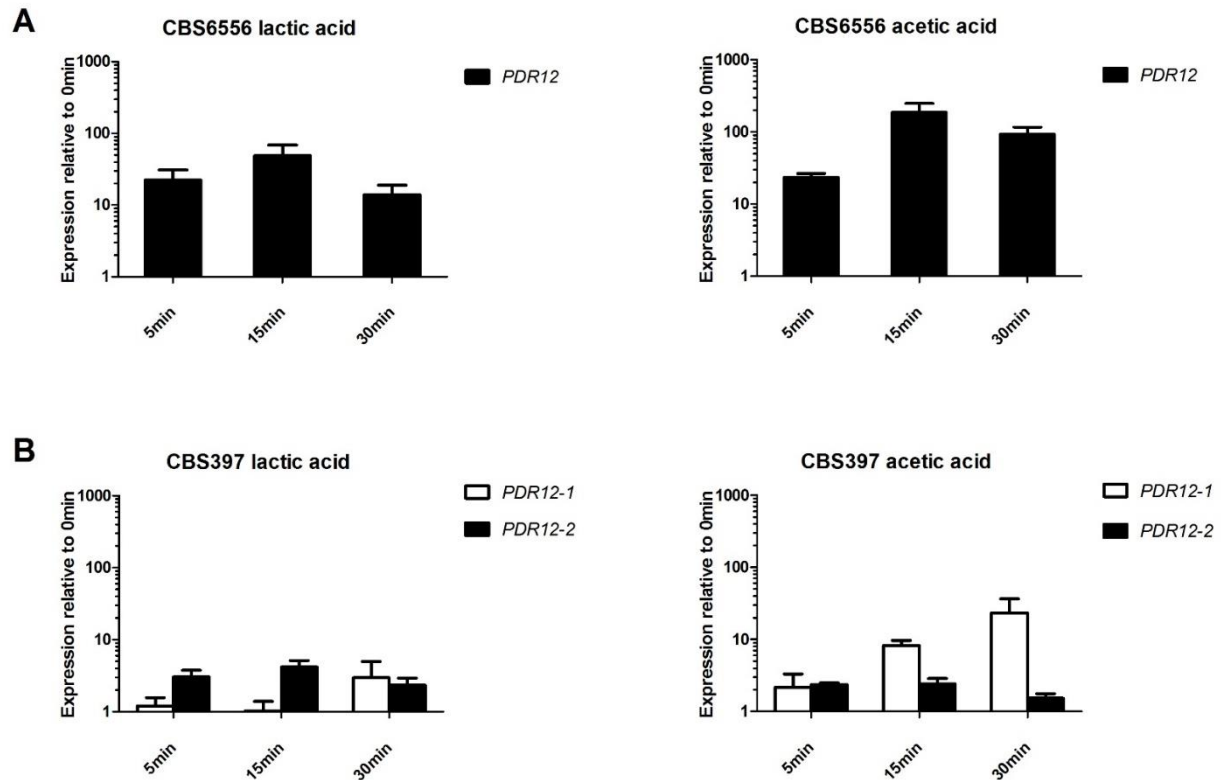 A
CBS6556 lactic acid
Expression relative to 0min
1000
100
10
1
5min
15min
30min
PDR12
CBS6556 acetic acid
Expression relative to 0min
1000
100
10
1
5min
15min
30min
PDR12
B
CBS397 lactic acid
Expression relative to 0min
1000
100
10
1
5min
15min
30min
PDR12-1
PDR12-2
CBS397 acetic acid
Expression relative to 0min
1000
100
10
1
5min
15min
30min
PDR12-1
PDR12-2